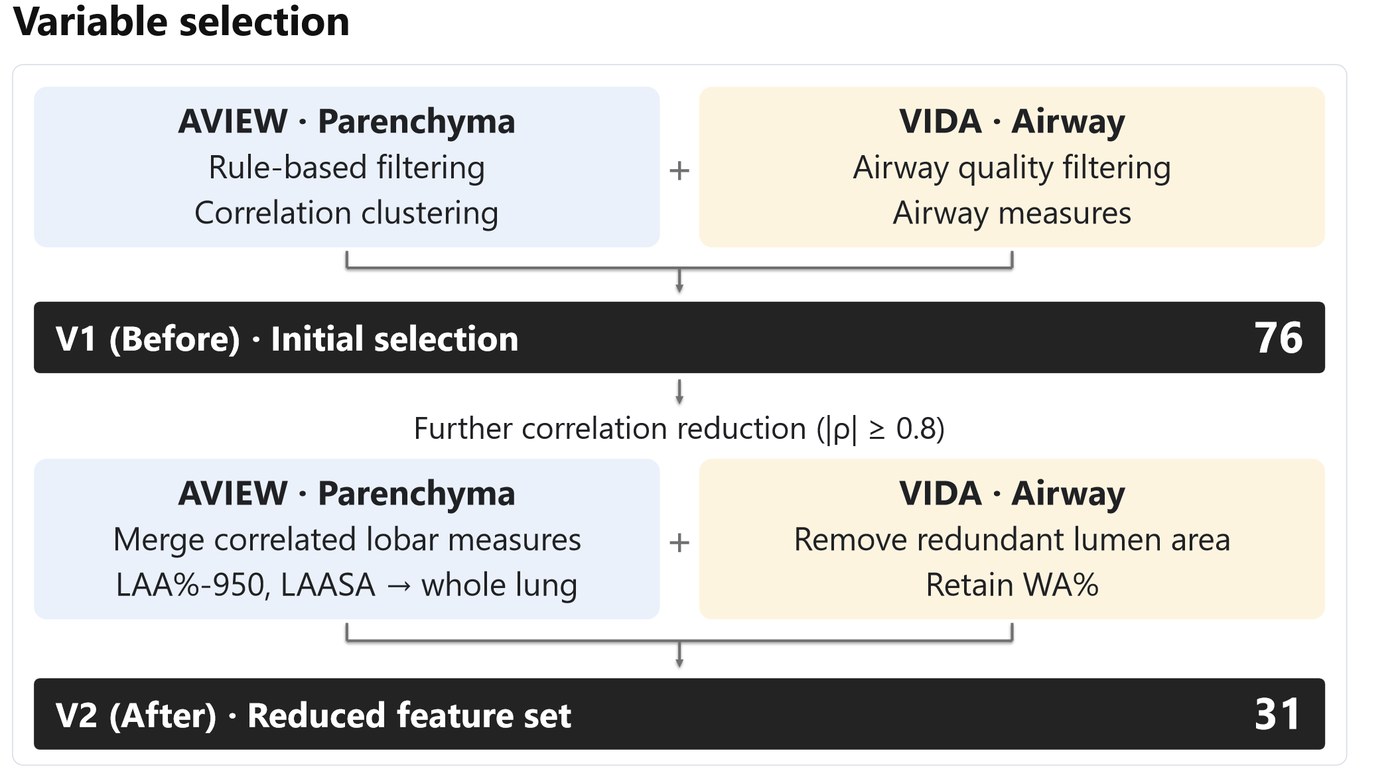 Variable selection
AVIEW · Parenchyma
Rule-based filtering
Correlation clustering
+
VIDA · Airway
Airway quality filtering
Airway measures
V1 (Before) · Initial selection 76
Further correlation reduction (|ρ| ≥ 0.8)
AVIEW · Parenchyma
Merge correlated lobar measures
LAA%-950, LAASA → whole lung
+
VIDA · Airway
Remove redundant lumen area
Retain WA%
V2 (After) · Reduced feature set 31